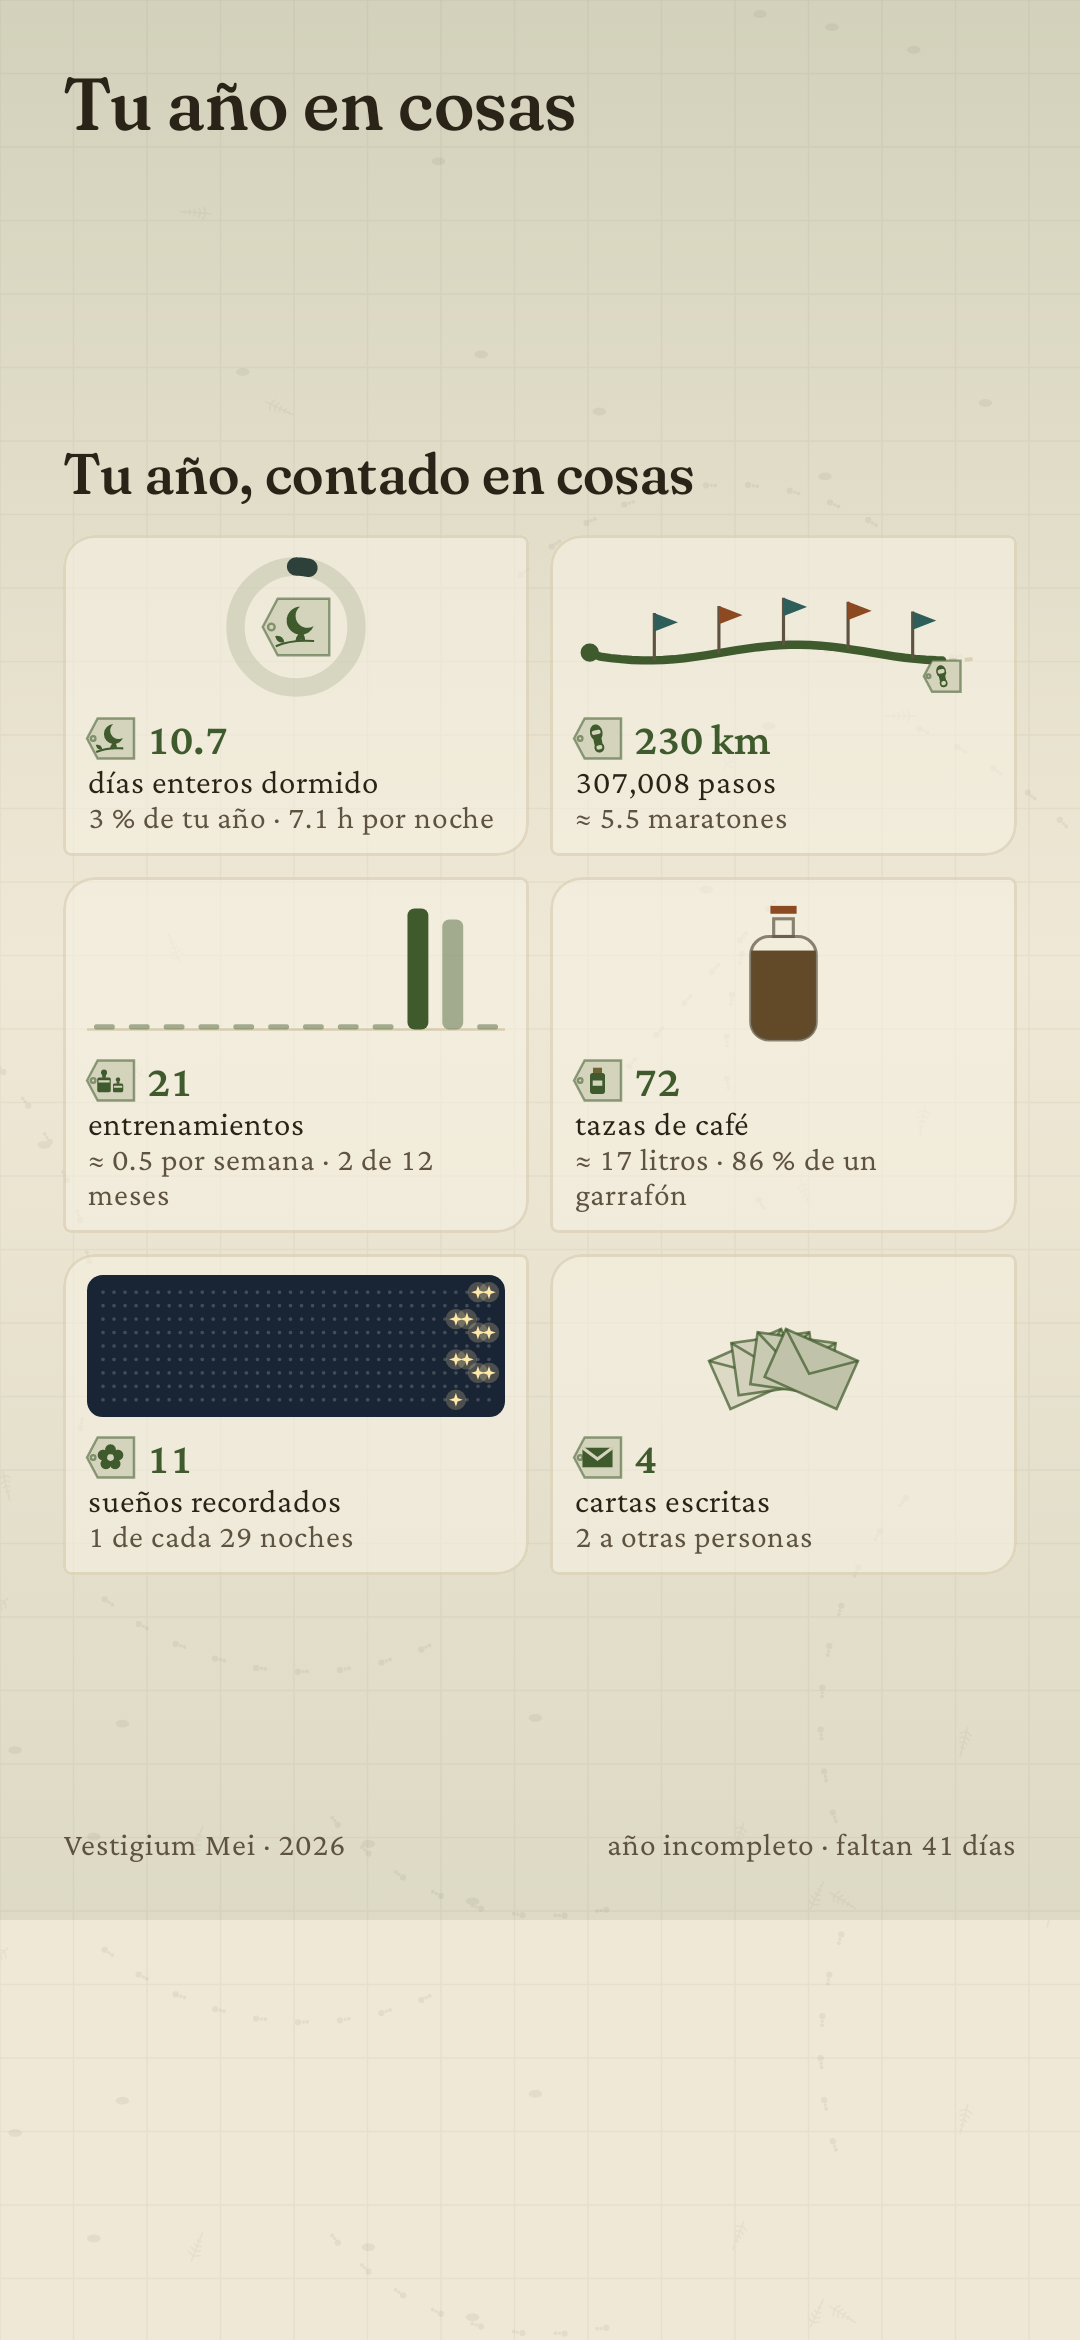 Tu año en cosas
Tu año, contado en cosas
10.7
días enteros dormido
3 % de tu año · 7.1 h por noche
230 km
307,008 pasos
≈ 5.5 maratones
21
entrenamientos
≈ 0.5 por semana · 2 de 12
meses
72
tazas de café
≈ 17 litros · 86 % de un
garrafón
11
sueños recordados
1 de cada 29 noches
4
cartas escritas
2 a otras personas
Vestigium Mei · 2026
año incompleto · faltan 41 días